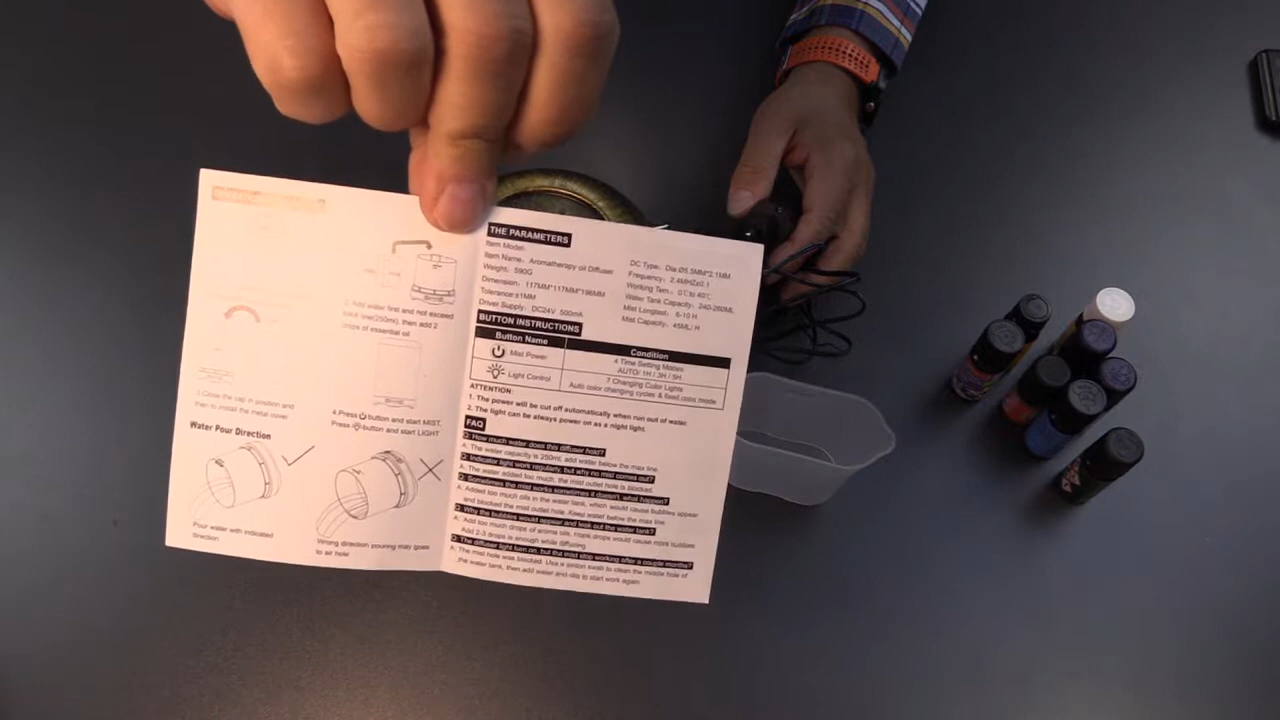 2. Add water first and not exceed
line(250ml), then add 2
drops of essential oil
3.Close the cap in position and
then to install the metal cover.
4.Press button and start MIST,
Press button and start LIGHT
Water Pour Direction
Pour water with indicated
direction.
Wrong direction pouring may goes
to air hole
THE PARAMETERS
Item Model:
Item Name: Aromatherapy oil Diffuser
Weight: 590G
Dimension: 117MM*117MM*196MM
Tolerance:±1MM
Driver Supply: DC24V 500mA
DC Type: Dia.Ø5.5MM*2.1MM
Frequency: 2.4MHZ±0.1
Working Tem.: 0℃ to 40℃
Water Tank Capacity: 240-260ML
Mist Longlast: 6-10 H
Mist Capacity: 45ML/ H
BUTTON INSTRUCTIONS
Button Name
Condition
Mist Power
4 Time Setting Modes
AUTO/ 1H / 3H / 5H
Light Control
7 Changing Color Lights
Auto color changing cycles & fixed color mode
ATTENTION:
1. The power will be cut off automatically when run out of water.
2. The light can be always power on as a night light.
FAQ
Q: How much water does this diffuser hold?
A: The water capacity is 250ml, add water below the max line.
Q: Indicator light work regularly, but why no mist comes out?
A: The water added too much, the mist outlet hole is blocked.
Q: Sometimes the mist works sometimes it doesn't, what happen?
A: Added too much oils in the water tank, which would cause bubbles appear
and blocked the mist outlet hole. Keep water below the max line.
Q: Why the bubbles would appear and leak out the water tank?
A: Add too much drops of aroma oils, more drops would cause more bubbles
Add 2-3 drops is enough while diffusing
Q: The diffuser light turn on, but the mist stop working after a couple months?
A: The mist hole was blocked. Use a cotton swab to clean the middle hole of
the water tank, then add water and oils to start work again